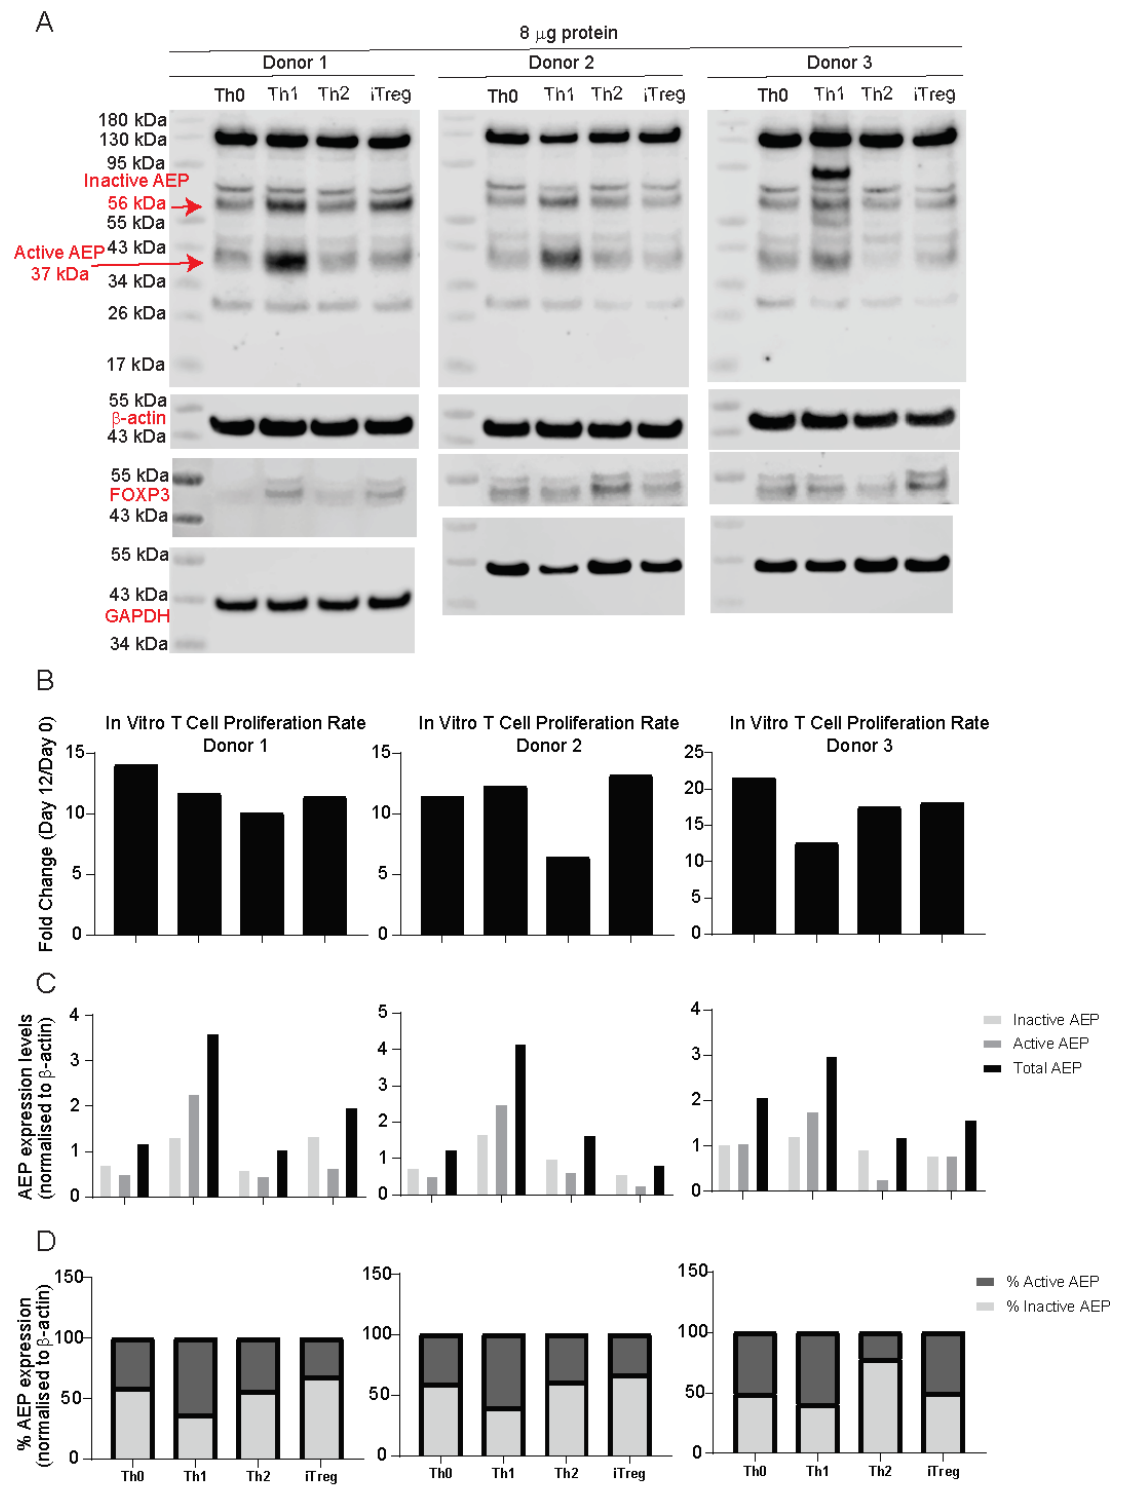 A
8 μg protein
Donor 1 Donor 2 Donor 3
Th0 Th1 Th2 iTreg Th0 Th1 Th2 iTreg Th0 Th1 Th2 iTreg
180 kDa
130 kDa
95 kDa
Inactive AEP
56 kDa
55 kDa
43 kDa
Active AEP
37 kDa
34 kDa
26 kDa
17 kDa
55 kDa
β-actin
43 kDa
55 kDa
FOXP3
43 kDa
55 kDa
43 kDa
GAPDH
34 kDa
B
Fold Change (Day 12/Day 0)
In Vitro T Cell Proliferation Rate
Donor 1
15
10
5
0
In Vitro T Cell Proliferation Rate
Donor 2
15
10
5
0
In Vitro T Cell Proliferation Rate
Donor 3
25
20
15
10
5
0
C
AEP expression levels
(normalised to β-actin)
4
3
2
1
0
5
4
3
2
1
0
4
3
2
1
0
Inactive AEP
Active AEP
Total AEP
D
% AEP expression
(normalised to β-actin)
150
100
50
0
Th0 Th1 Th2 iTreg
150
100
50
0
Th0 Th1 Th2 iTreg
150
100
50
0
Th0 Th1 Th2 iTreg
% Active AEP
% Inactive AEP